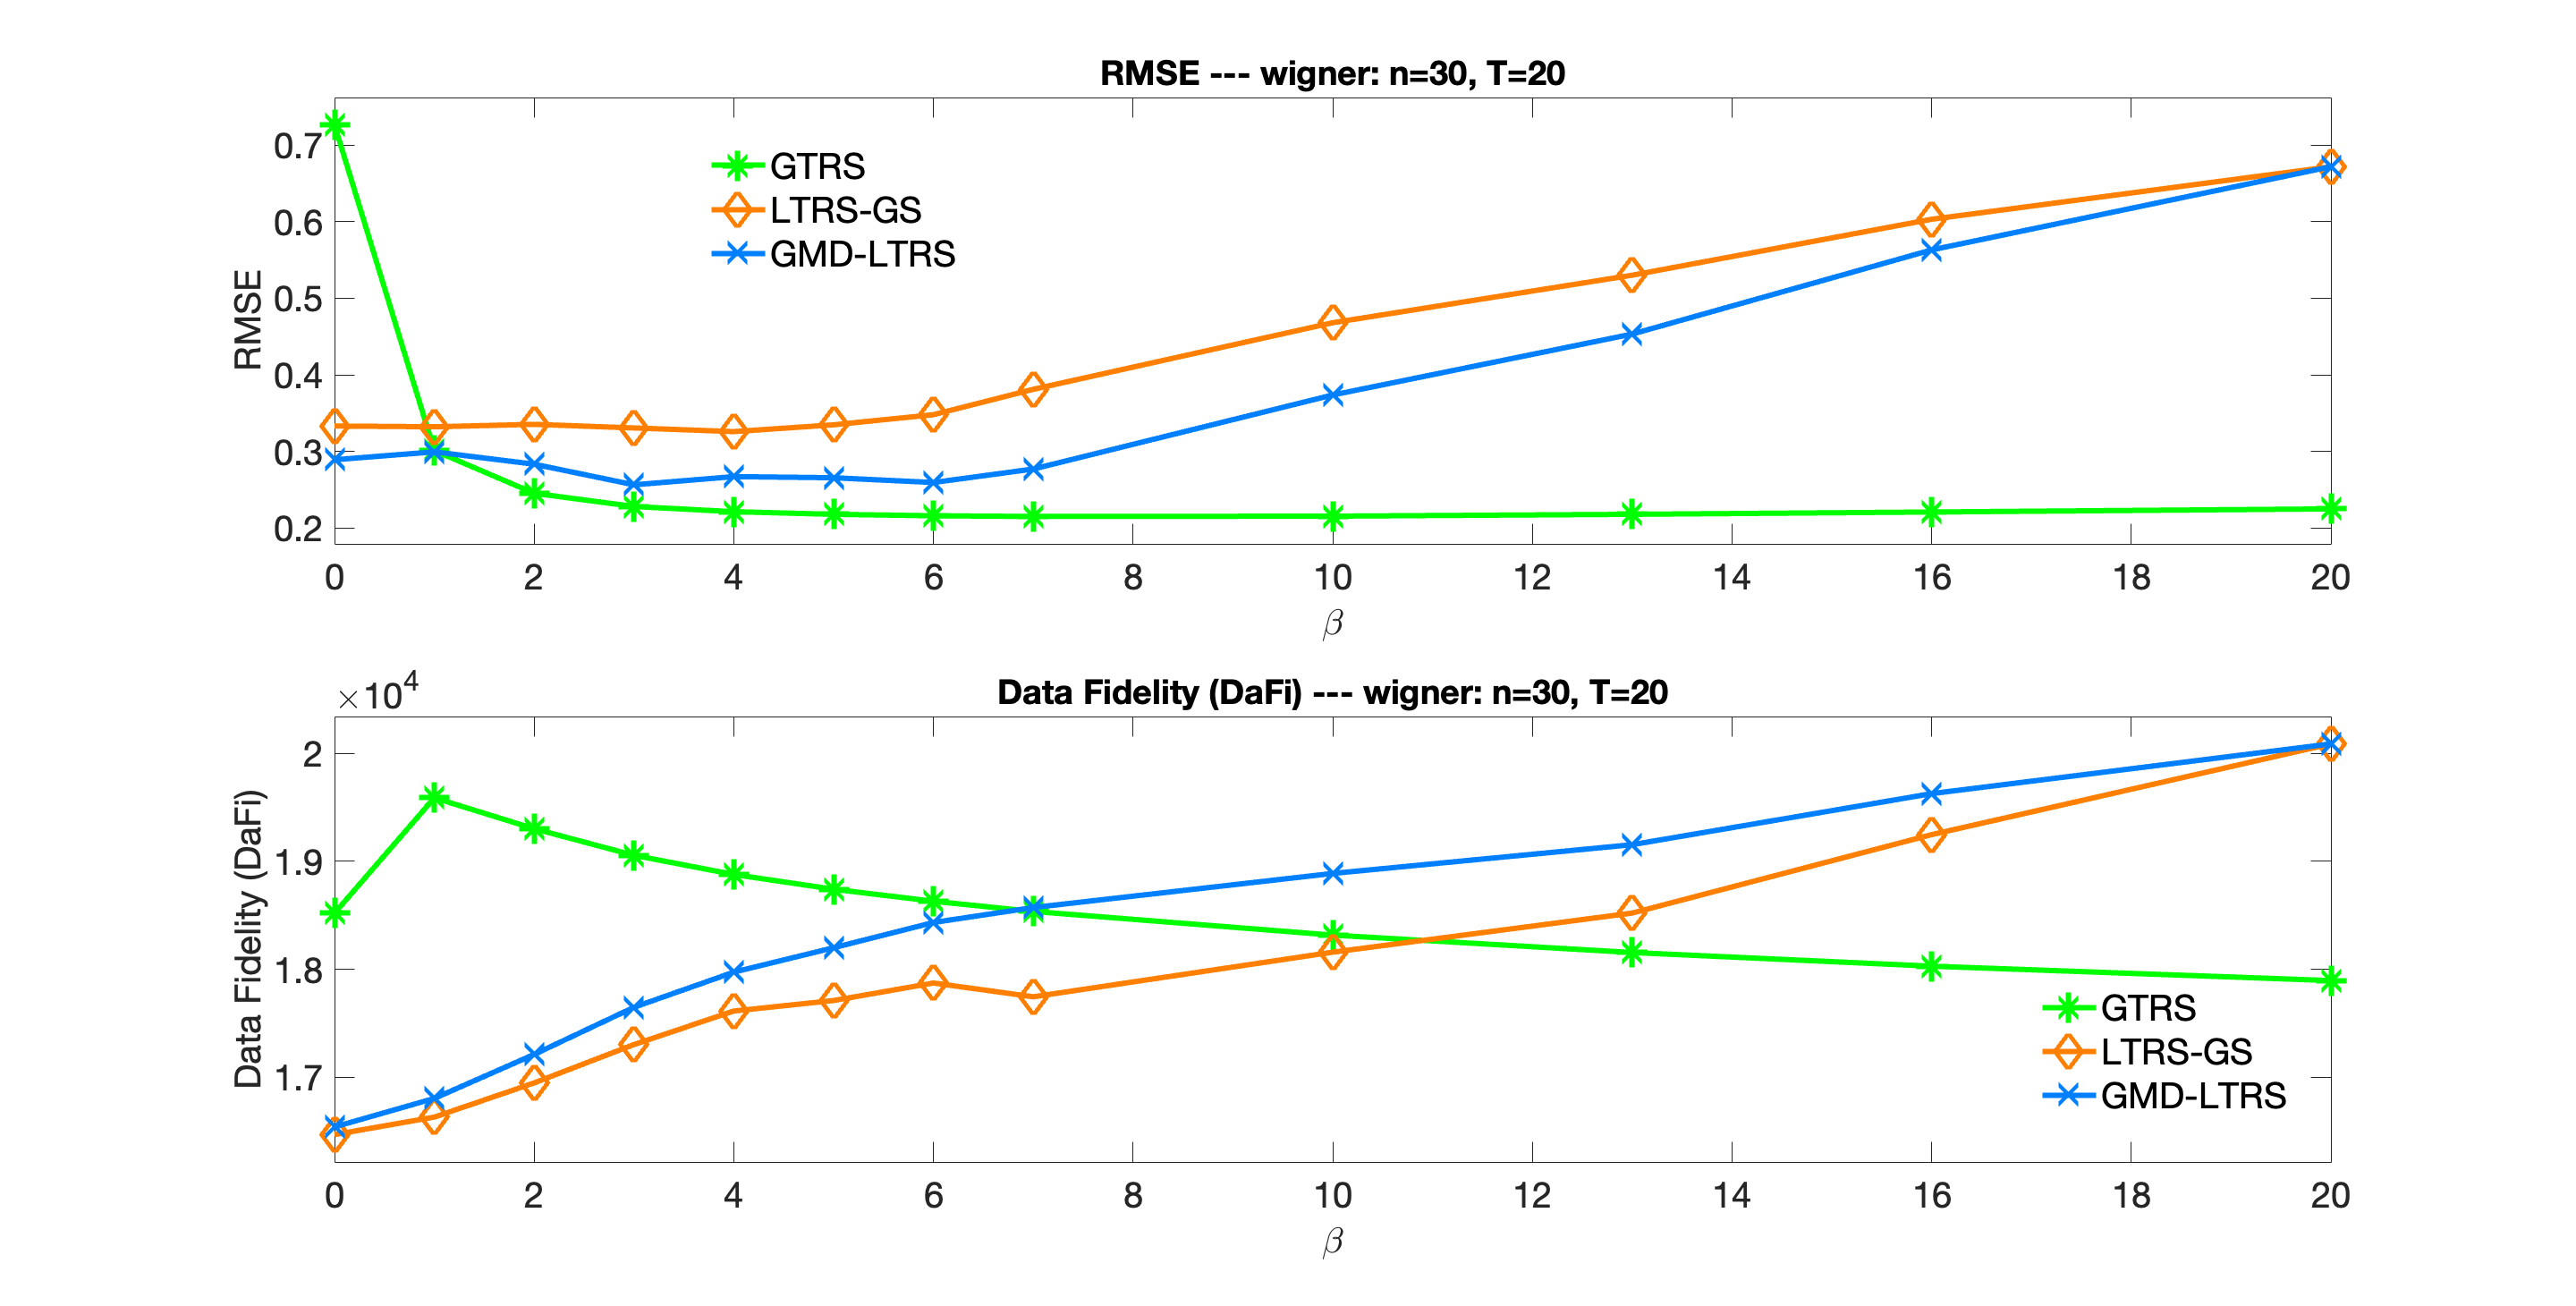 RMSE --- wigner: n=30, T=20
RMSE
0.7
0.6
0.5
0.4
0.3
0.2
GTRS
LTRS-GS
GMD-LTRS
0 2 4 6 8 10 12 14 16 18 20
β
Data Fidelity (DaFi) --- wigner: n=30, T=20
×10⁴
Data Fidelity (DaFi)
2
1.9
1.8
1.7
GTRS
LTRS-GS
GMD-LTRS
0 2 4 6 8 10 12 14 16 18 20
β